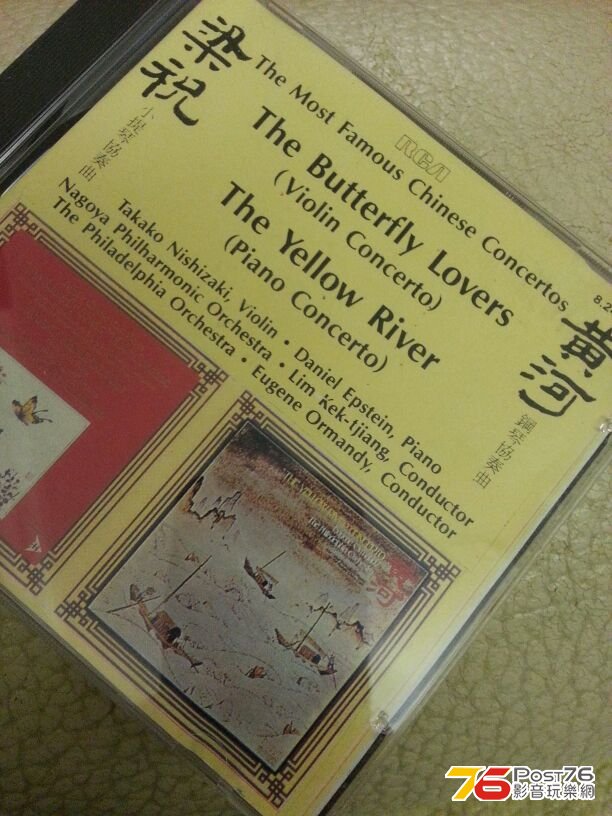 梁祝
小提琴協奏曲
The Most Famous Chinese Concertos
RCA
The Butterfly Lovers
(Violin Concerto)
The Yellow River
(Piano Concerto)
8.24
黃河
鋼琴協奏曲
Takako Nishizaki, Violin · Daniel Epstein, Piano
Nagoya Philharmonic Orchestra · Lim Kek-tjiang, Conductor
The Philadelphia Orchestra · Eugene Ormandy, Conductor
河
76 Post76
影音玩樂網